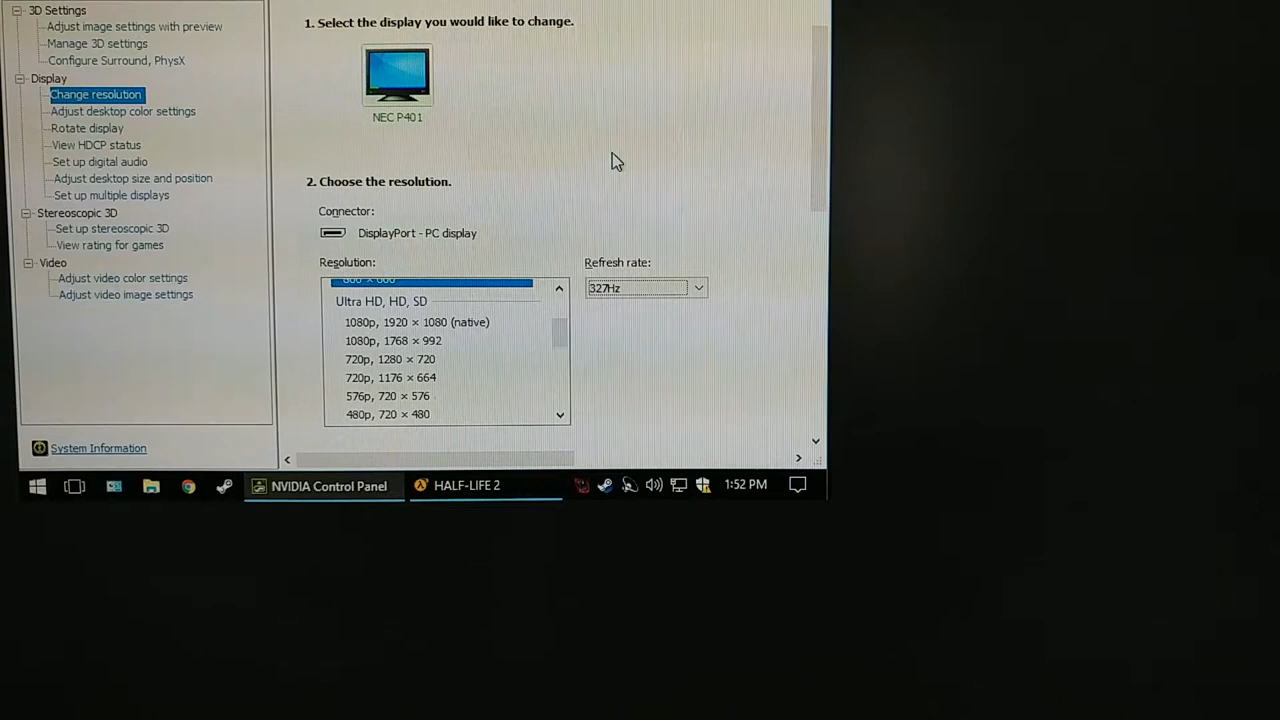 3D Settings
Adjust image settings with preview
Manage 3D settings
Configure Surround, PhysX
Display
Change resolution
Adjust desktop color settings
Rotate display
View HDCP status
Set up digital audio
Adjust desktop size and position
Set up multiple displays
Stereoscopic 3D
Set up stereoscopic 3D
View rating for games
Video
Adjust video color settings
Adjust video image settings
System Information
1. Select the display you would like to change.
NEC P401
2. Choose the resolution.
Connector:
DisplayPort - PC display
Resolution:
Ultra HD, HD, SD
1080p, 1920 × 1080 (native)
1080p, 1768 × 992
720p, 1280 × 720
720p, 1176 × 664
576p, 720 × 576
480p, 720 × 480
Refresh rate:
327Hz
NVIDIA Control Panel
HALF-LIFE 2
1:52 PM